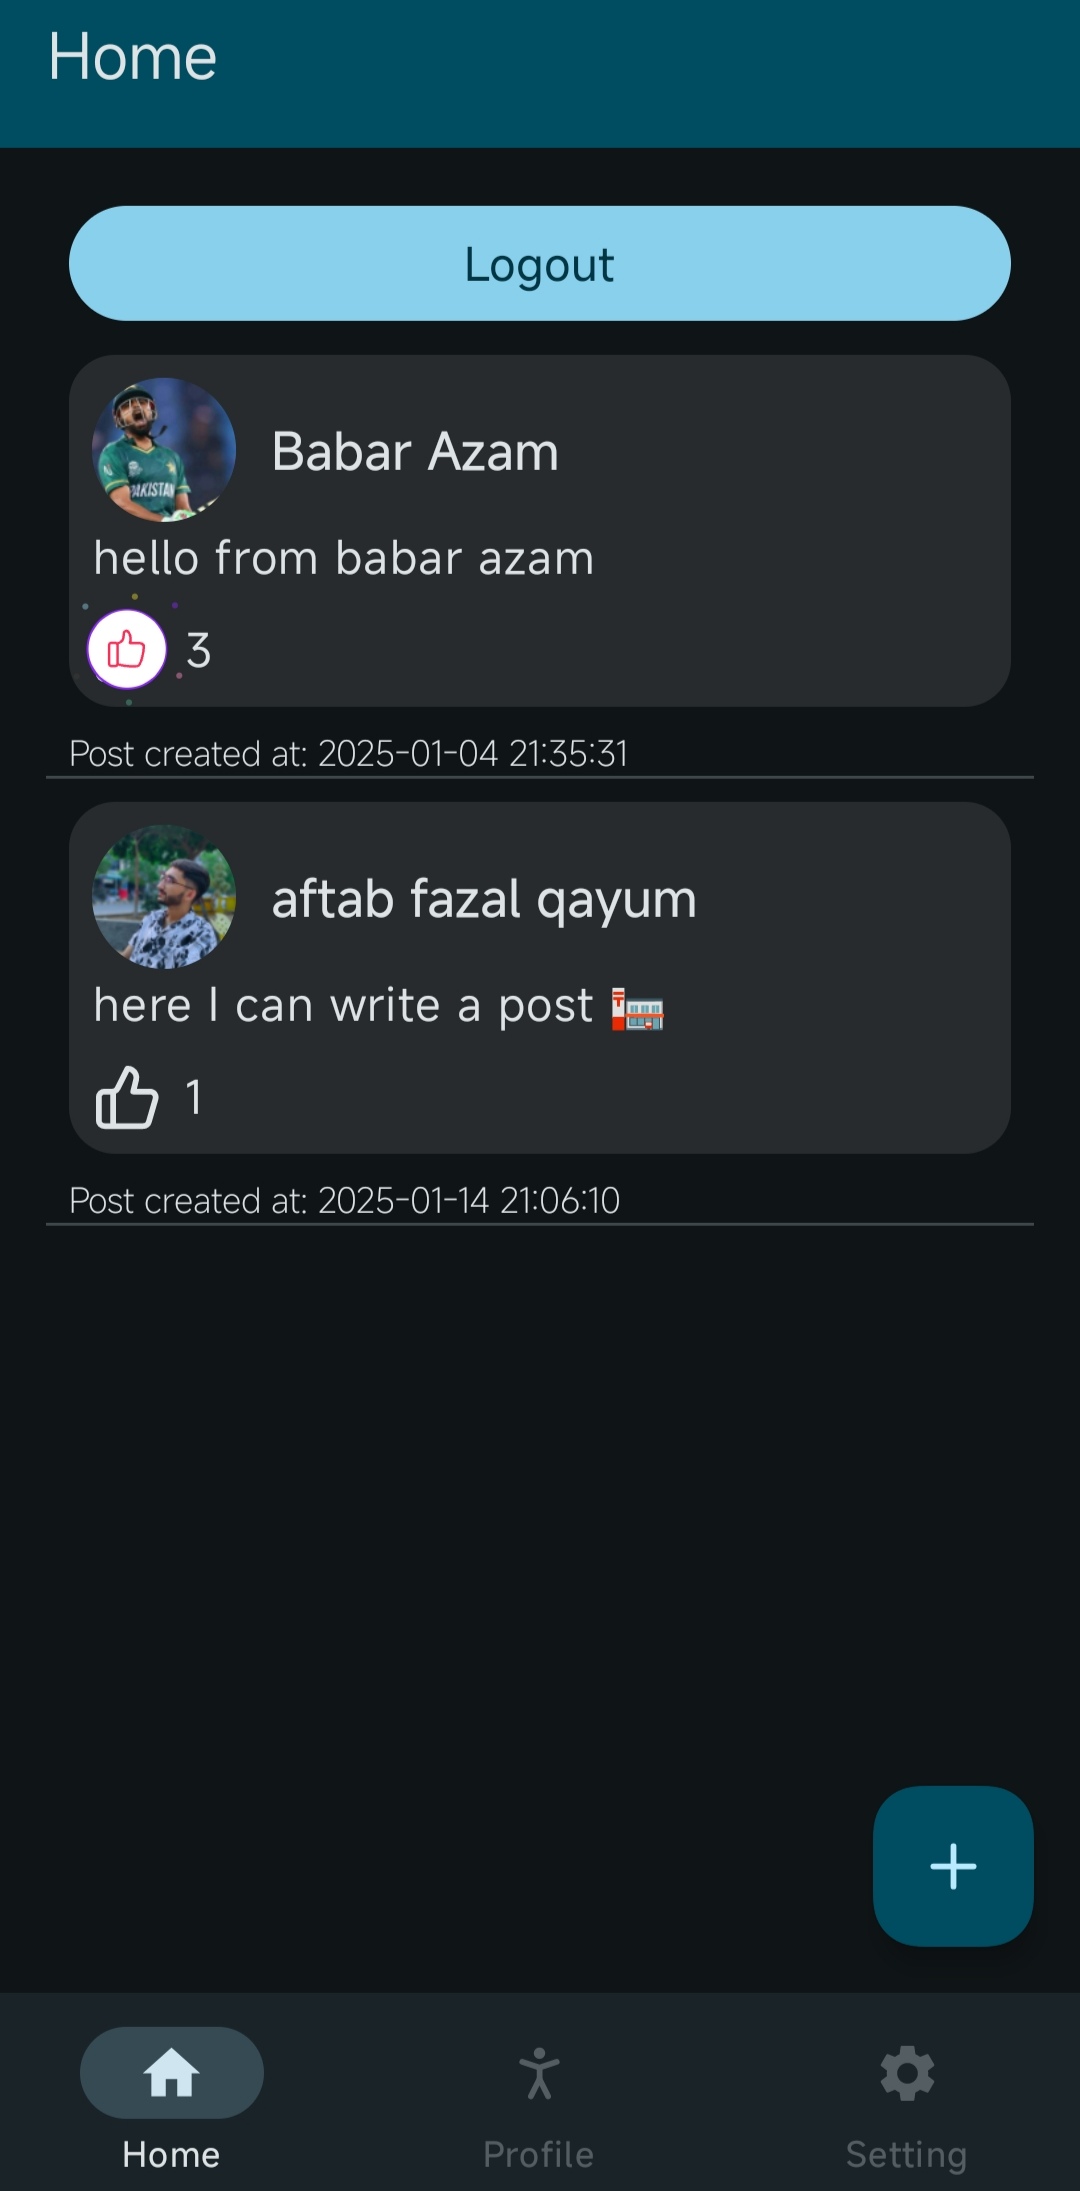 Home
Logout
PAKISTAN
Babar Azam
hello from babar azam
3
Post created at: 2025-01-04 21:35:31
aftab fazal qayum
here I can write a post 🏣
1
Post created at: 2025-01-14 21:06:10
Home
Profile
Setting